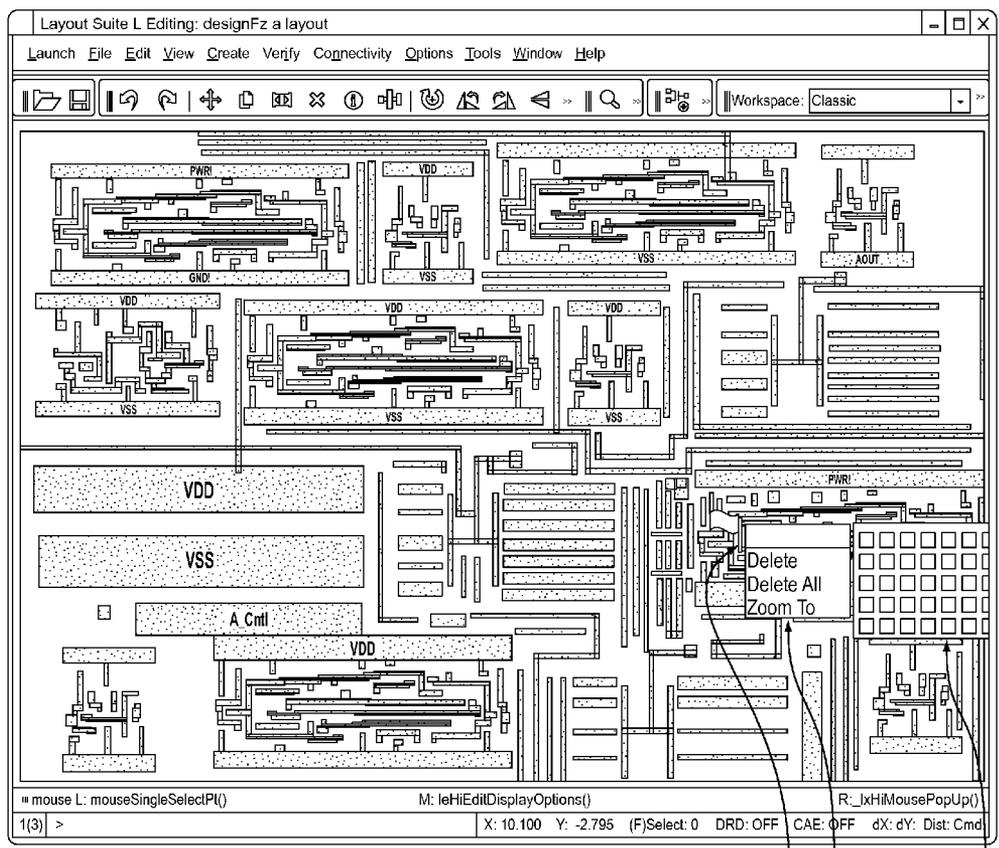 Layout Suite L Editing: designFz a layout
Launch File Edit View Create Verify Connectivity Options Tools Window Help
Workspace: Classic
PWR!
VDD
VSS
AOUT
GND!
VSS
VDD
VDD
VDD
VSS
VSS
VSS
PWR!
VDD
VSS
Delete
Delete All
Zoom To
A_Cntl
VDD
mouse L: mouseSingleSelectPt()
M: leHiEditDisplayOptions()
R:_lxHiMousePopUp()
1(3) >
X: 10.100 Y: -2.795 (F)Select: 0 DRD: OFF CAE: OFF dX: dY: Dist: Cmd: